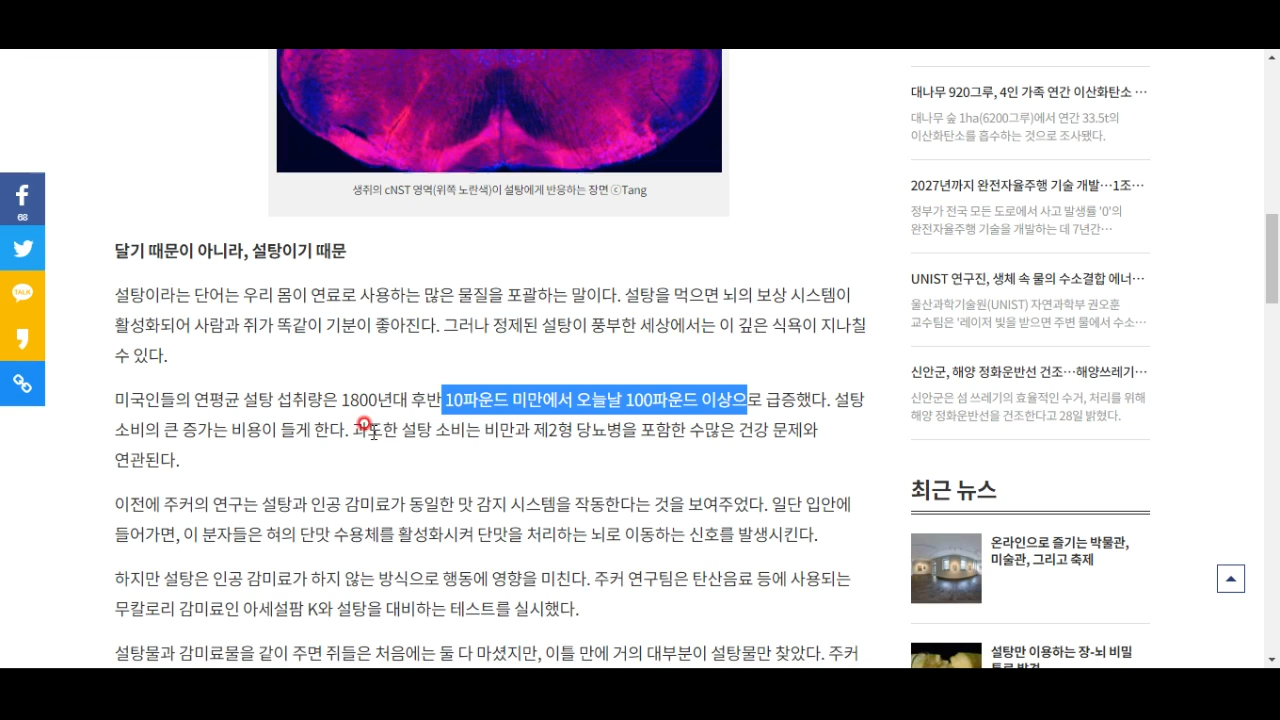 생쥐의 cNST 영역(위쪽 노란색)이 설탕에게 반응하는 장면 ⓒTang
68
TALK
달기 때문이 아니라, 설탕이기 때문
설탕이라는 단어는 우리 몸이 연료로 사용하는 많은 물질을 포괄하는 말이다. 설탕을 먹으면 뇌의 보상 시스템이
활성화되어 사람과 쥐가 똑같이 기분이 좋아진다. 그러나 정제된 설탕이 풍부한 세상에서는 이 깊은 식욕이 지나칠
수 있다.
미국인들의 연평균 설탕 섭취량은 1800년대 후반 10파운드 미만에서 오늘날 100파운드 이상으로 급증했다. 설탕
소비의 큰 증가는 비용이 들게 한다. 과도한 설탕 소비는 비만과 제2형 당뇨병을 포함한 수많은 건강 문제와
연관된다.
이전에 주커의 연구는 설탕과 인공 감미료가 동일한 맛 감지 시스템을 작동한다는 것을 보여주었다. 일단 입안에
들어가면, 이 분자들은 혀의 단맛 수용체를 활성화시켜 단맛을 처리하는 뇌로 이동하는 신호를 발생시킨다.
하지만 설탕은 인공 감미료가 하지 않는 방식으로 행동에 영향을 미친다. 주커 연구팀은 탄산음료 등에 사용되는
무칼로리 감미료인 아세설팜 K와 설탕을 대비하는 테스트를 실시했다.
설탕물과 감미료물을 같이 주면 쥐들은 처음에는 둘 다 마셨지만, 이틀 만에 거의 대부분이 설탕물만 찾았다. 주커
대나무 920그루, 4인 가족 연간 이산화탄소 …
대나무 숲 1ha(6200그루)에서 연간 33.5t의
이산화탄소를 흡수하는 것으로 조사됐다.
2027년까지 완전자율주행 기술 개발…1조…
정부가 전국 모든 도로에서 사고 발생률 '0'의
완전자율주행 기술을 개발하는 데 7년간…
UNIST 연구진, 생체 속 물의 수소결합 에너…
울산과학기술원(UNIST) 자연과학부 권오훈
교수팀은 '레이저 빛을 받으면 주변 물에서 수소…
신안군, 해양 정화운반선 건조…해양쓰레기…
신안군은 섬 쓰레기의 효율적인 수거, 처리를 위해
해양 정화운반선을 건조한다고 28일 밝혔다.
최근 뉴스
온라인으로 즐기는 박물관,
미술관, 그리고 축제
설탕만 이용하는 장-뇌 비밀
통로 발견